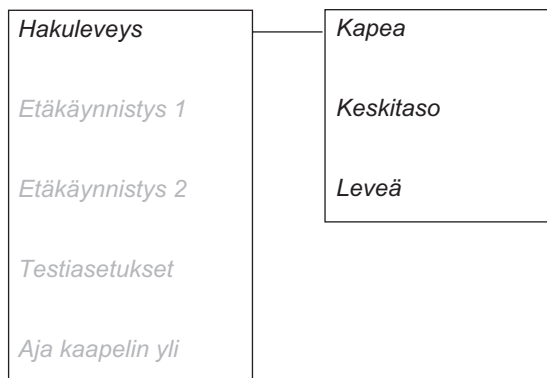 Hakuleveys
Kapea
Etäkäynnistys 1
Keskitaso
Etäkäynnistys 2
Leveä
Testiasetukset
Aja kaapelin yli